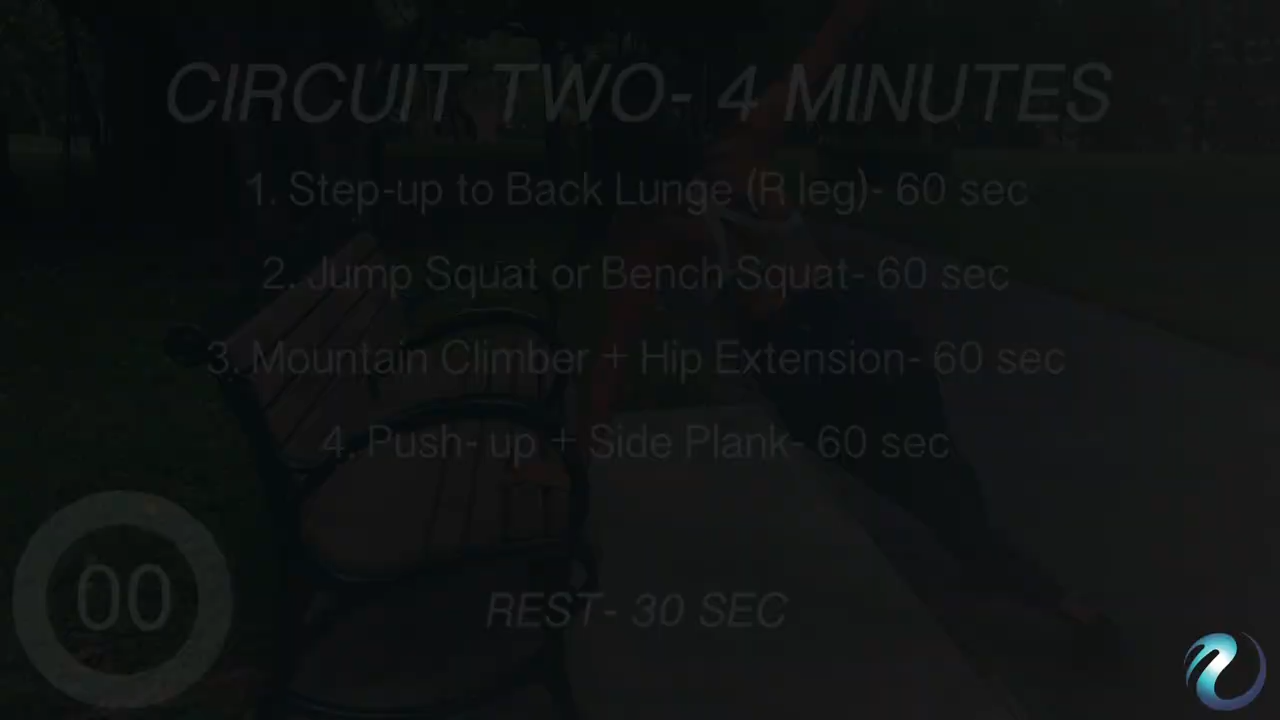 CIRCUIT TWO- 4 MINUTES
1. Step-up to Back Lunge (R leg)- 60 sec
2. Jump Squat or Bench Squat- 60 sec
3. Mountain Climber + Hip Extension- 60 sec
4. Push- up + Side Plank- 60 sec
00
REST- 30 SEC